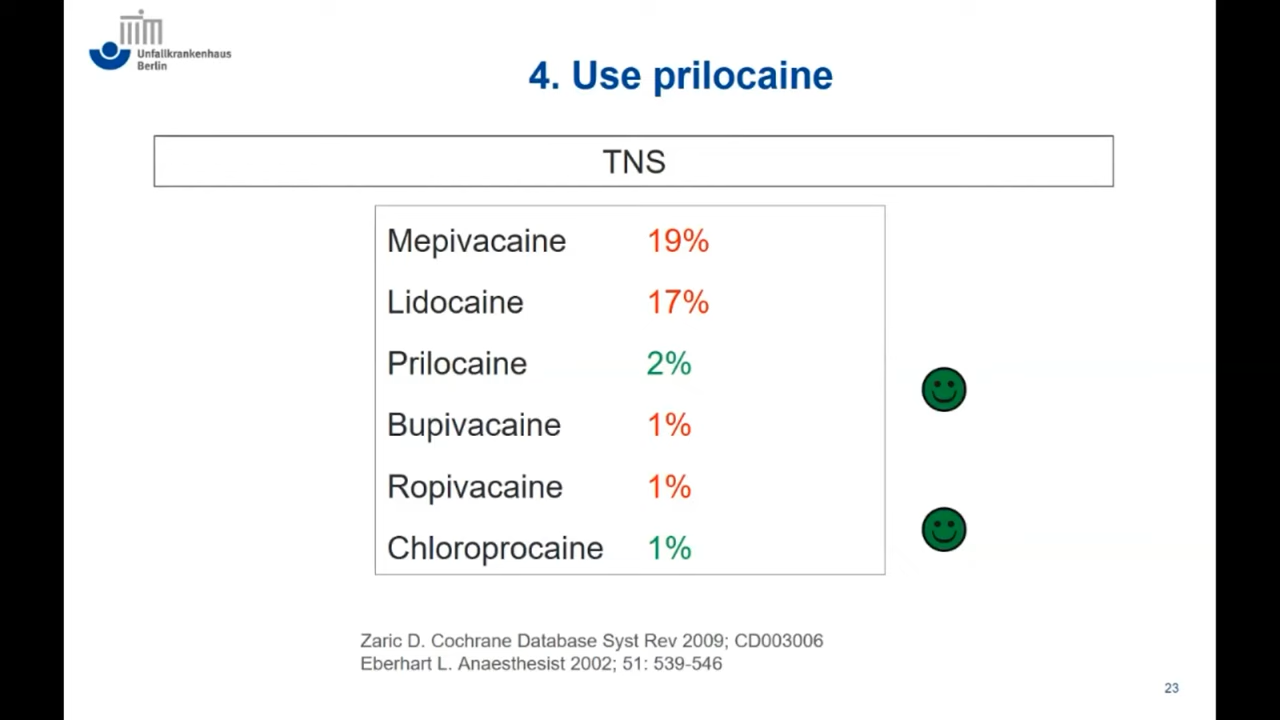 Unfallkrankenhaus
Berlin
4. Use prilocaine
TNS
Mepivacaine 19%
Lidocaine 17%
Prilocaine 2%
Bupivacaine 1%
Ropivacaine 1%
Chloroprocaine 1%
Zaric D. Cochrane Database Syst Rev 2009; CD003006
Eberhart L. Anaesthesist 2002; 51: 539-546
23